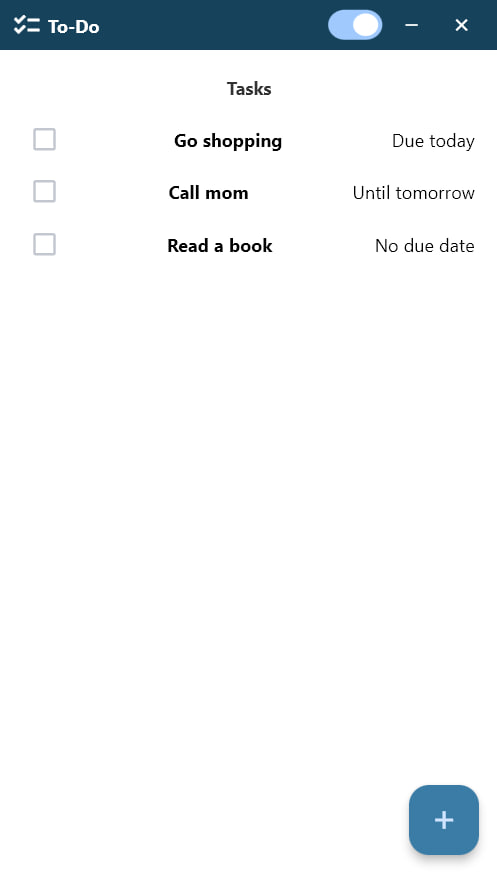 To-Do
Tasks
Go shopping Due today
Call mom Until tomorrow
Read a book No due date